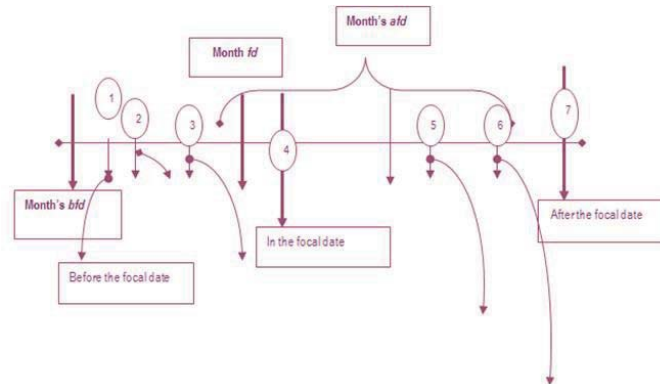 Month's afd
Month fd
1
2
3
4
5
6
7
Month's bfd
In the focal date
After the focal date
Before the focal date